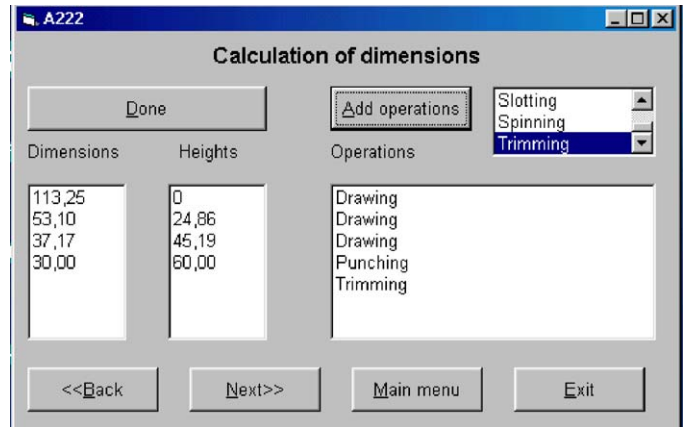 A222
Calculation of dimensions
Done
Add operations
Slotting
Spinning
Trimming
Dimensions
Heights
Operations
113,25
53,10
37,17
30,00
0
24,86
45,19
60,00
Drawing
Drawing
Drawing
Punching
Trimming
<<Back
Next>>
Main menu
Exit